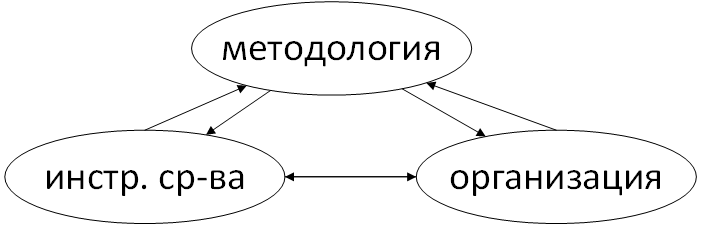 методология
инстр. ср-ва
организация